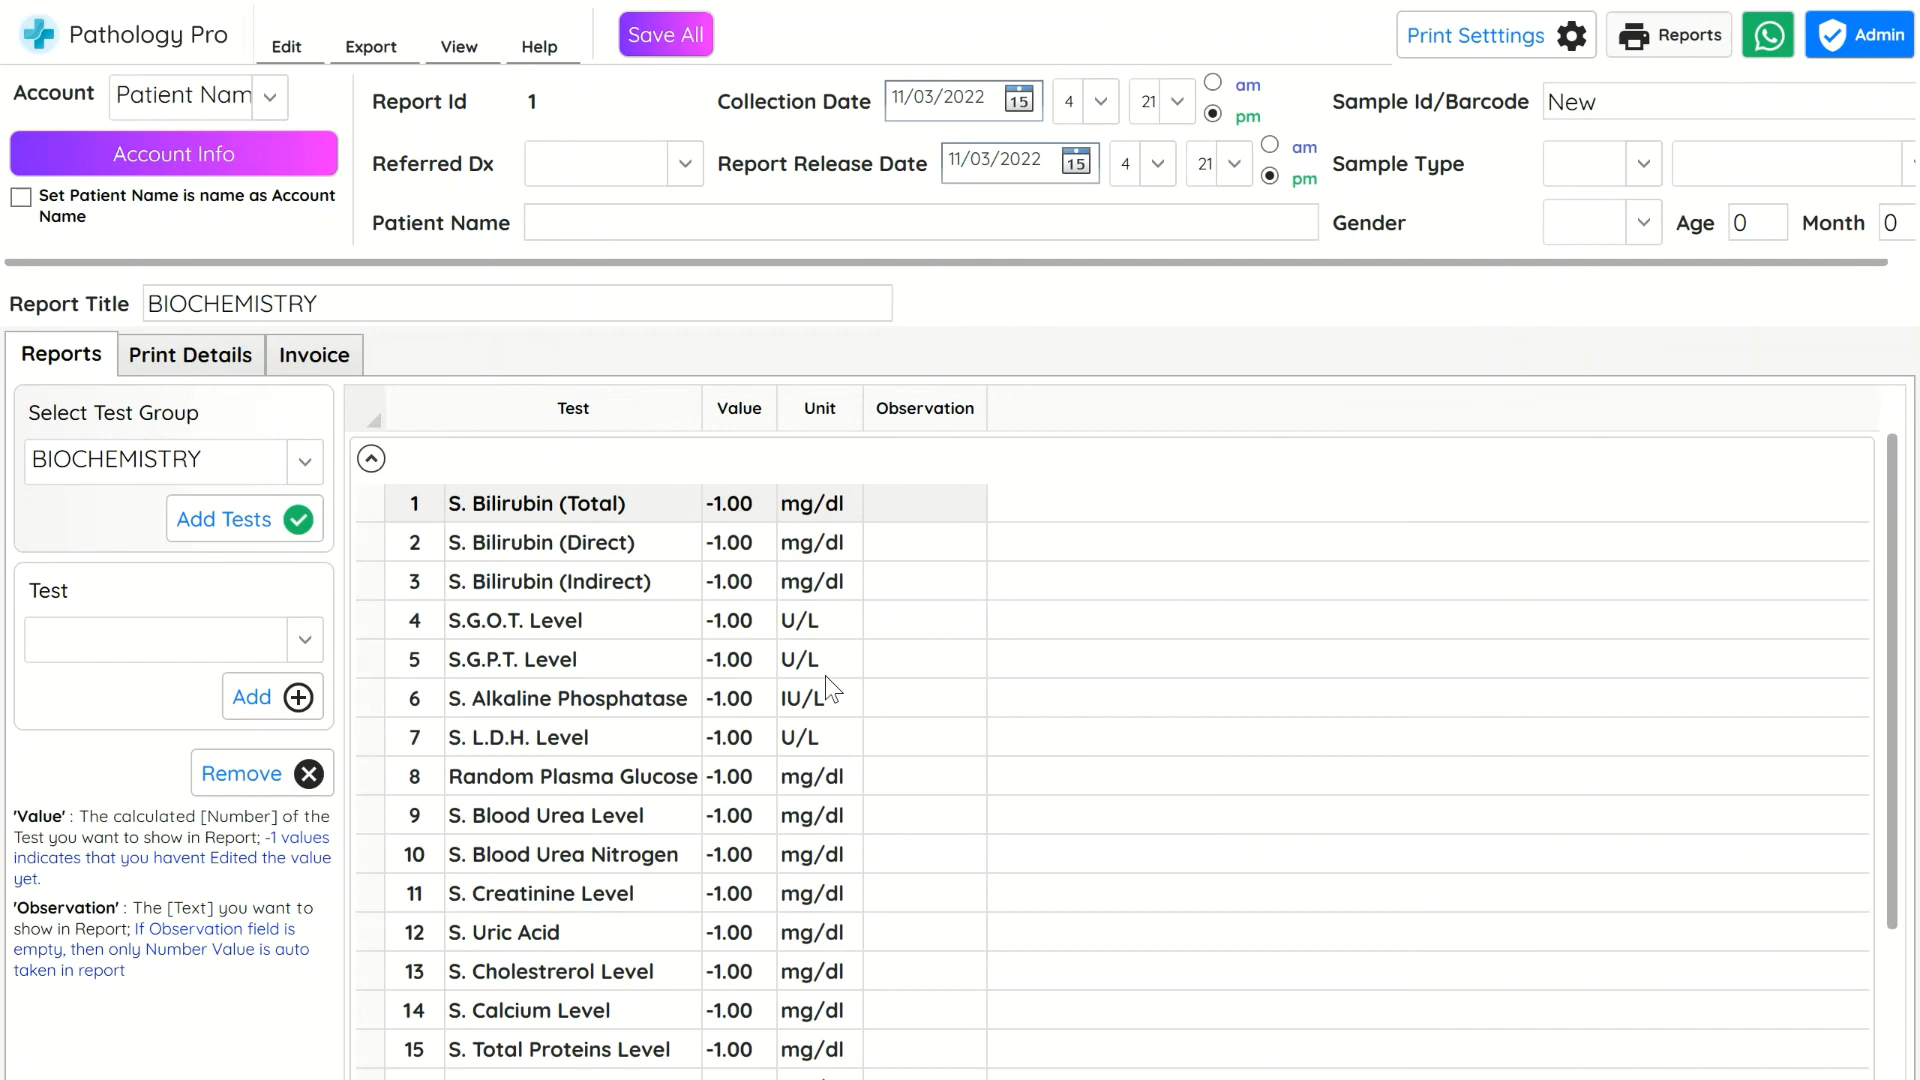 Pathology Pro
Edit Export View Help
Save All
Print Setttings
Reports
Admin
Account Patient Nam
Account Info
Set Patient Name is name as Account
Name
Report Id 1
Collection Date 11/03/2022 15 4 21 am
pm
Sample Id/Barcode New
Referred Dx
Report Release Date 11/03/2022 15 4 21 am
pm
Sample Type
Patient Name
Gender Age 0 Month 0
Report Title BIOCHEMISTRY
Reports Print Details Invoice
Select Test Group
BIOCHEMISTRY
Add Tests
Test
Add
Remove
'Value' : The calculated [Number] of the
Test you want to show in Report; -1 values
indicates that you havent Edited the value
yet.
'Observation' : The [Text] you want to
show in Report; If Observation field is
empty, then only Number Value is auto
taken in report
Test Value Unit Observation
1 S. Bilirubin (Total) -1.00 mg/dl
2 S. Bilirubin (Direct) -1.00 mg/dl
3 S. Bilirubin (Indirect) -1.00 mg/dl
4 S.G.O.T. Level -1.00 U/L
5 S.G.P.T. Level -1.00 U/L
6 S. Alkaline Phosphatase -1.00 IU/L
7 S. L.D.H. Level -1.00 U/L
8 Random Plasma Glucose -1.00 mg/dl
9 S. Blood Urea Level -1.00 mg/dl
10 S. Blood Urea Nitrogen -1.00 mg/dl
11 S. Creatinine Level -1.00 mg/dl
12 S. Uric Acid -1.00 mg/dl
13 S. Cholestrerol Level -1.00 mg/dl
14 S. Calcium Level -1.00 mg/dl
15 S. Total Proteins Level -1.00 mg/dl